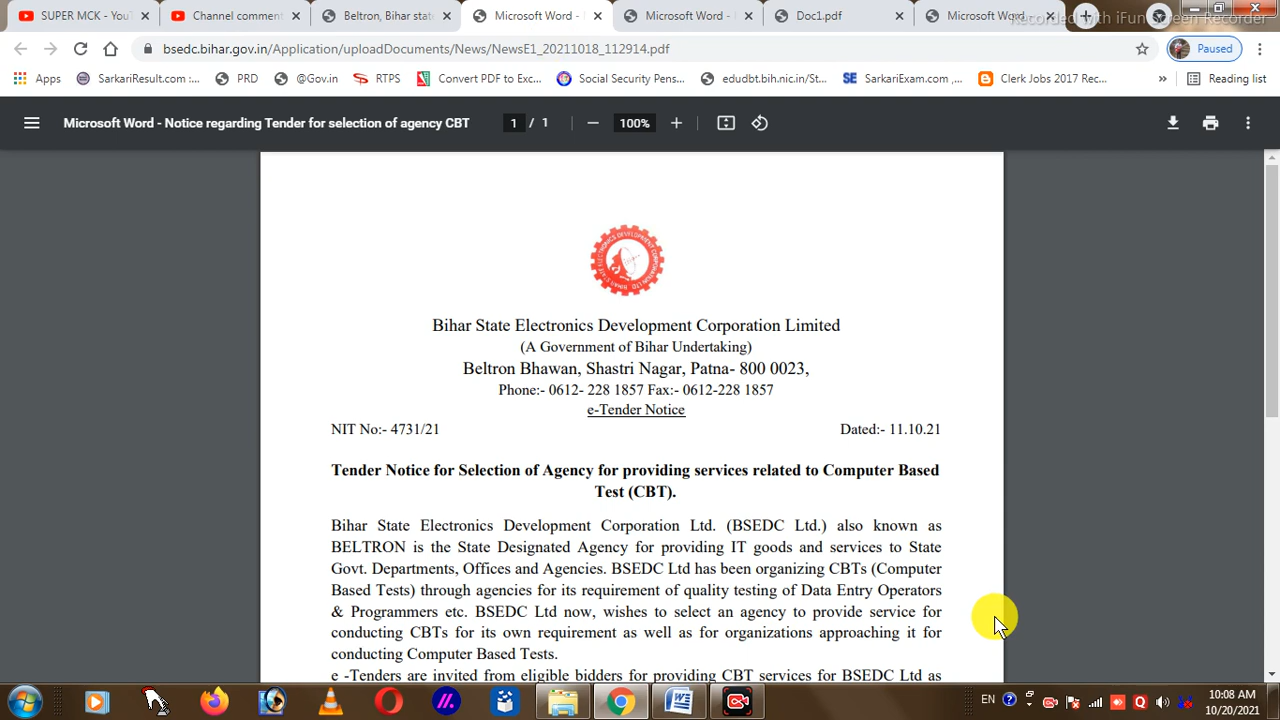 SUPER MCK - YouT
Channel comment
Beltron, Bihar state
Microsoft Word -
Microsoft Word -
Doc1.pdf
Microsoft Word
Recorded with iFun Screen Recorder
bsedc.bihar.gov.in/Application/uploadDocuments/News/NewsE1_20211018_112914.pdf
Paused
Apps
SarkariResult.com :...
PRD
@Gov.in
RTPS
Convert PDF to Exc...
Social Security Pens...
edudbt.bih.nic.in/St...
SarkariExam.com ,...
Clerk Jobs 2017 Rec...
»
Reading list
Microsoft Word - Notice regarding Tender for selection of agency CBT
1 / 1
100%
BIHAR STATE ELECTRONICS DEVELOPMENT CORPORATION LTD.
Bihar State Electronics Development Corporation Limited
(A Government of Bihar Undertaking)
Beltron Bhawan, Shastri Nagar, Patna- 800 0023,
Phone:- 0612- 228 1857 Fax:- 0612-228 1857
e-Tender Notice
NIT No:- 4731/21 Dated:- 11.10.21
Tender Notice for Selection of Agency for providing services related to Computer Based
Test (CBT).
Bihar State Electronics Development Corporation Ltd. (BSEDC Ltd.) also known as
BELTRON is the State Designated Agency for providing IT goods and services to State
Govt. Departments, Offices and Agencies. BSEDC Ltd has been organizing CBTs (Computer
Based Tests) through agencies for its requirement of quality testing of Data Entry Operators
& Programmers etc. BSEDC Ltd now, wishes to select an agency to provide service for
conducting CBTs for its own requirement as well as for organizations approaching it for
conducting Computer Based Tests.
e -Tenders are invited from eligible bidders for providing CBT services for BSEDC Ltd as
EN
10:08 AM
10/20/2021